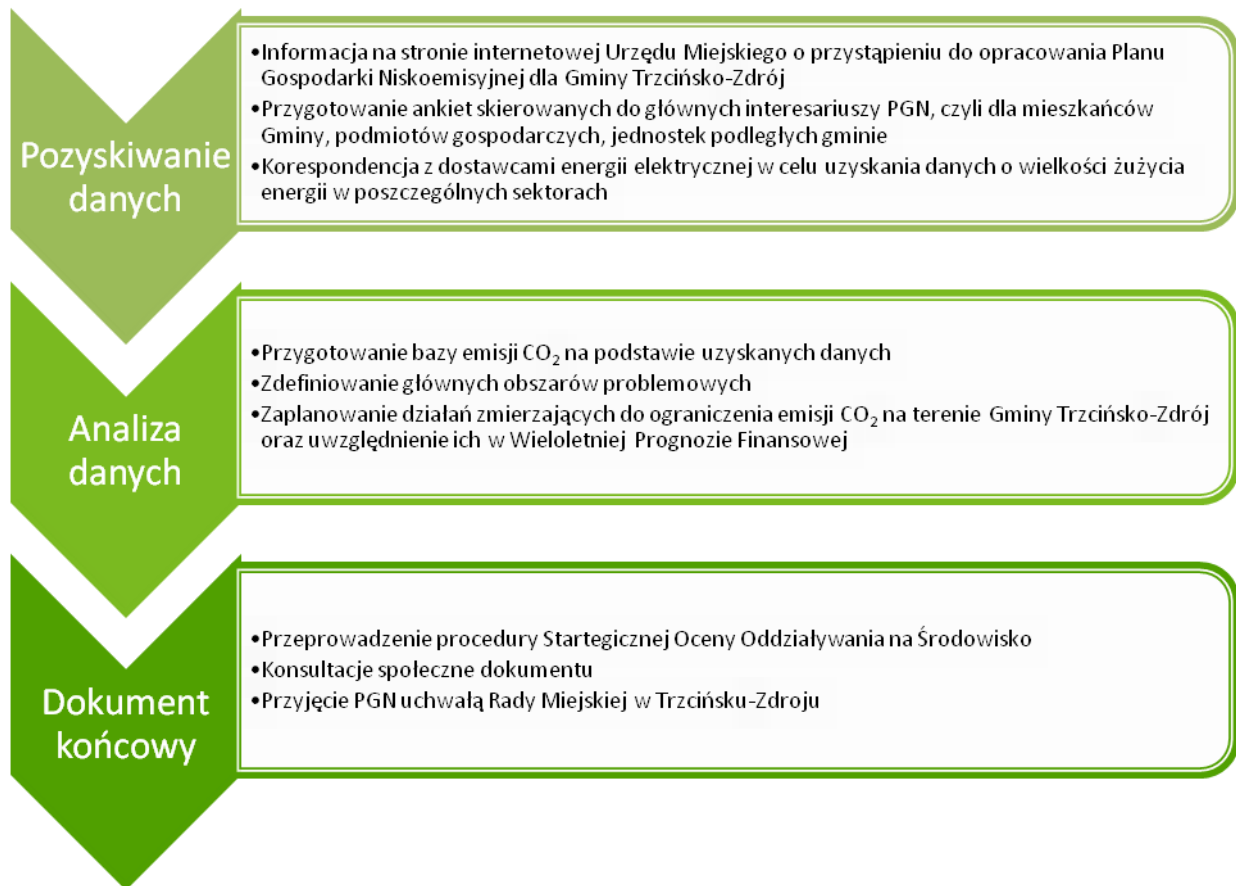 Pozyskiwanie
danych
•Informacja na stronie internetowej Urzędu Miejskiego o przystąpieniu do opracowania Planu
Gospodarki Niskoemisyjnej dla Gminy Trzcińsko-Zdrój
•Przygotowanie ankiet skierowanych do głównych interesariuszy PGN, czyli dla mieszkańców
Gminy, podmiotów gospodarczych, jednostek podległych gminie
•Korespondencja z dostawcami energii elektrycznej w celu uzyskania danych o wielkości żużycia
energii w poszczególnych sektorach
Analiza
danych
•Przygotowanie bazy emisji CO₂ na podstawie uzyskanych danych
•Zdefiniowanie głównych obszarów problemowych
•Zaplanowanie działań zmierzających do ograniczenia emisji CO₂ na terenie Gminy Trzcińsko-Zdrój
oraz uwzględnienie ich w Wieloletniej Prognozie Finansowej
Dokument
końcowy
•Przeprowadzenie procedury Startegicznej Oceny Oddziaływania na Środowisko
•Konsultacje społeczne dokumentu
•Przyjęcie PGN uchwałą Rady Miejskiej w Trzcińsku-Zdroju